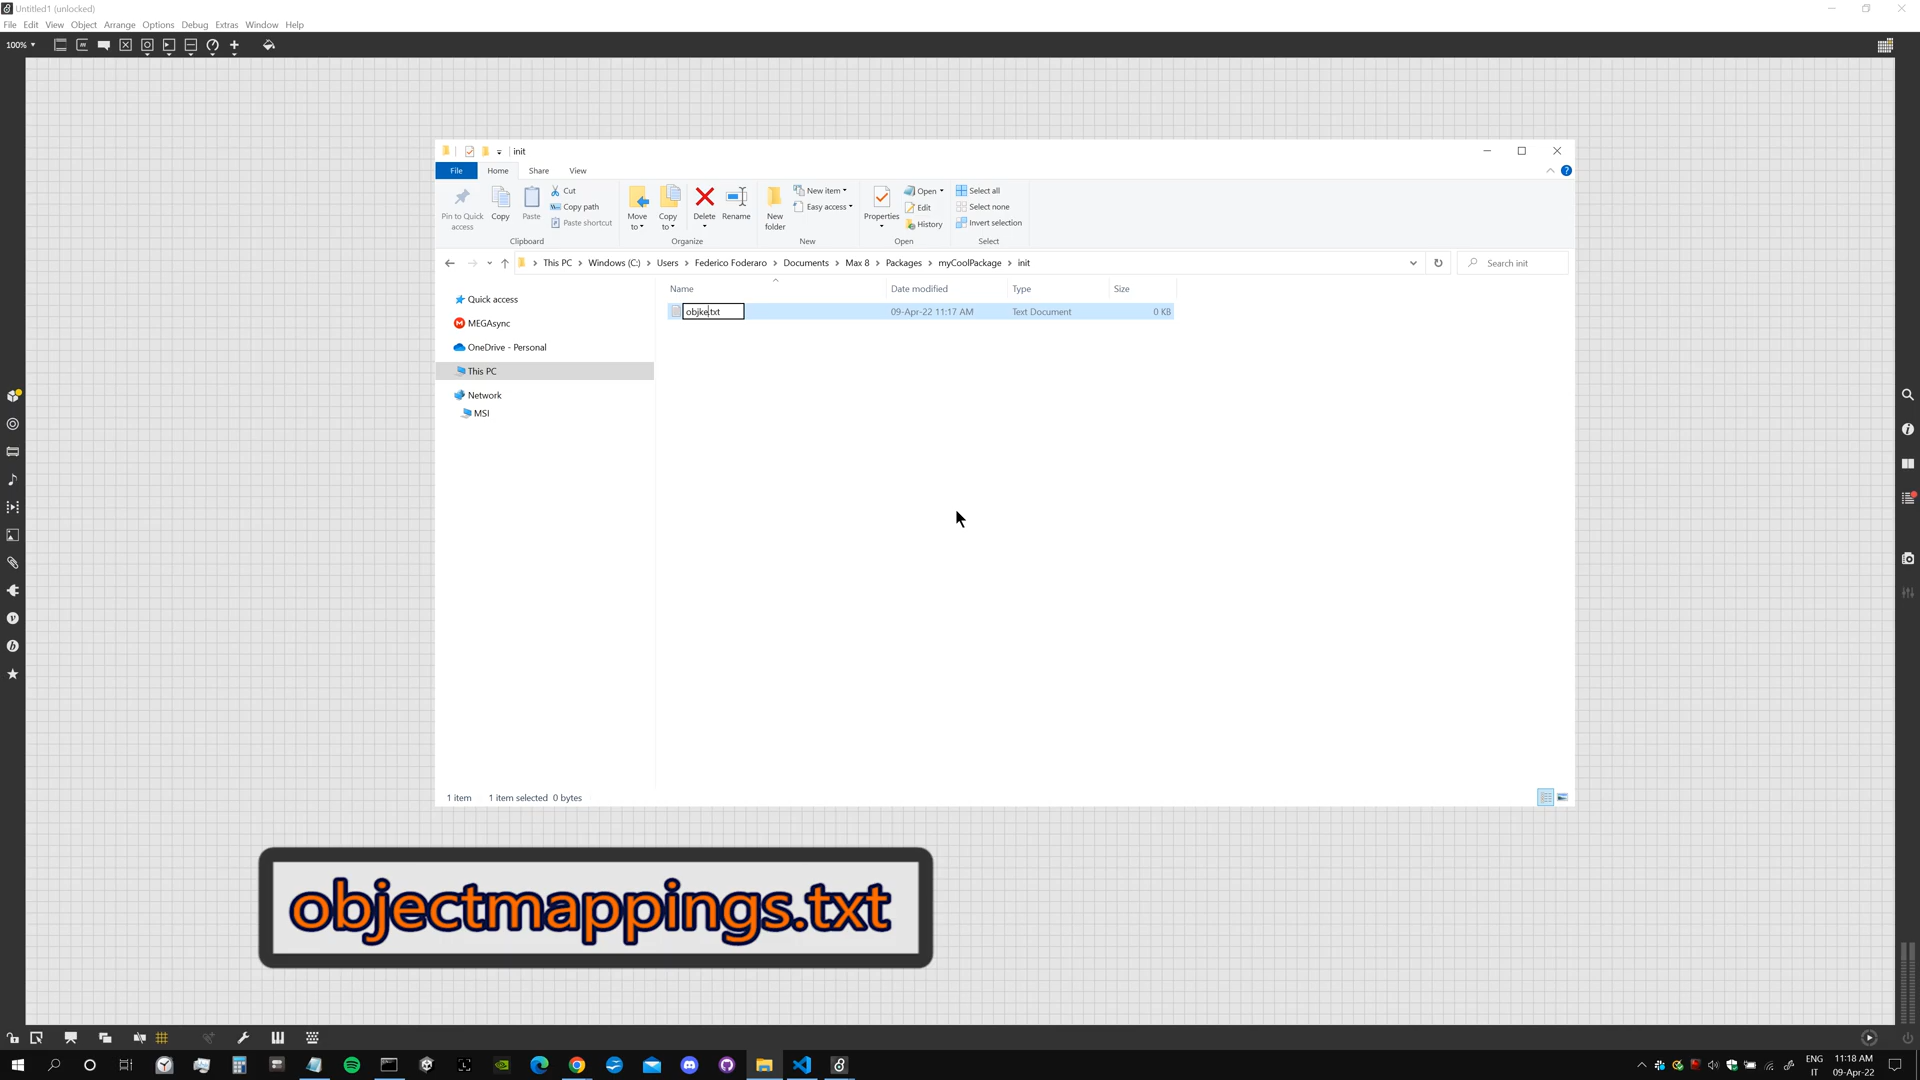 Untitled1 (unlocked)
File Edit View Object Arrange Options Debug Extras Window Help
100%
init
File Home Share View
Pin to Quick access
Copy
Paste
Cut
Copy path
Paste shortcut
Clipboard
Move to
Copy to
Delete
Rename
Organize
New folder
New item
Easy access
New
Properties
Open
Edit
History
Open
Select all
Select none
Invert selection
Select
This PC Windows (C:) Users Federico Foderaro Documents Max 8 Packages myCoolPackage init
Search init
Name Date modified Type Size
objke.txt 09-Apr-22 11:17 AM Text Document 0 KB
Quick access
MEGAsync
OneDrive - Personal
This PC
Network
MSI
1 item 1 item selected 0 bytes
objectmappings.txt
ENG
IT
11:18 AM
09-Apr-22